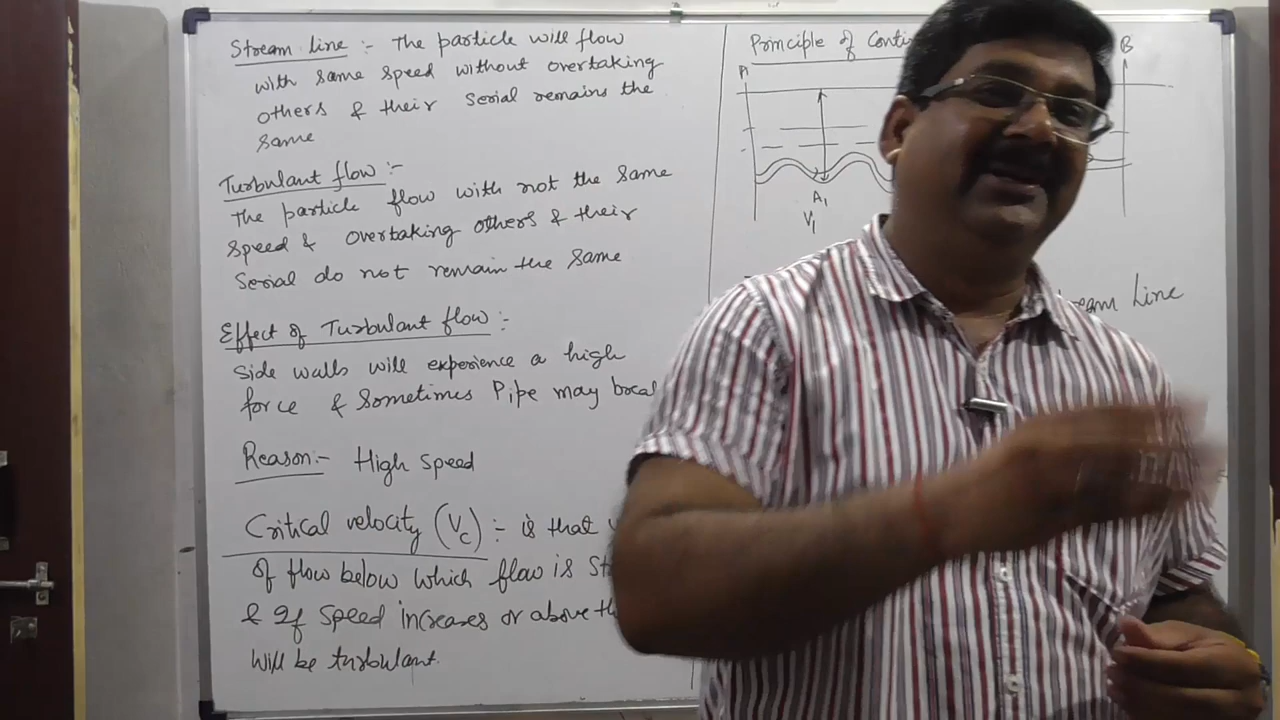 Stream line :- The particle will flow
with same speed without overtaking
others & their serial remains the
same
Turbulant flow :-
The particle flow with not the same
speed & overtaking others & their
Serial do not remain the same
Effect of Turbulant flow :-
Side walls will experience a high
force & Sometimes Pipe may
Reason :- High Speed
Critical velocity (Vc) :- is that
of flow below which flow is
& If Speed increases or above
will be turbulant.
Principle of
A
B
A1
V1
Line